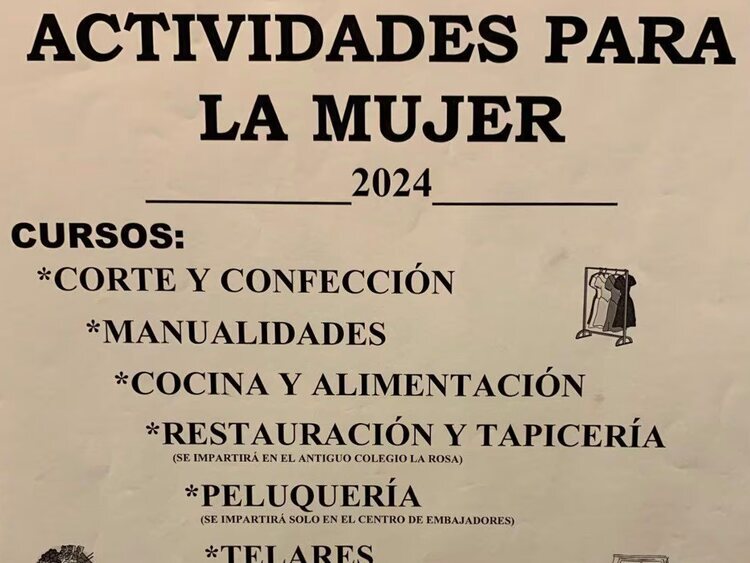 ACTIVIDADES PARA
LA MUJER
2024
CURSOS:
*CORTE Y CONFECCIÓN
*MANUALIDADES
*COCINA Y ALIMENTACIÓN
*RESTAURACIÓN Y TAPICERÍA
(SE IMPARTIRÁ EN EL ANTIGUO COLEGIO LA ROSA)
*PELUQUERÍA
(SE IMPARTIRÁ SOLO EN EL CENTRO DE EMBAJADORES)
*TELARES